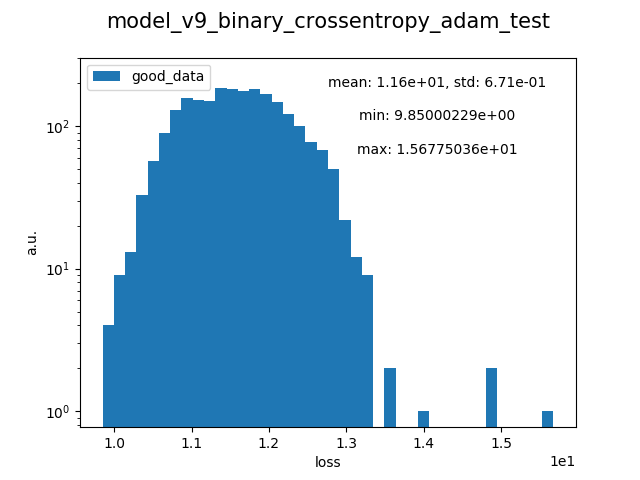 model_v9_binary_crossentropy_adam_test
good_data
mean: 1.16e+01, std: 6.71e-01
min: 9.85000229e+00
max: 1.56775036e+01
a.u.
10²
10¹
10⁰
1.0 1.1 1.2 1.3 1.4 1.5
loss
1e1